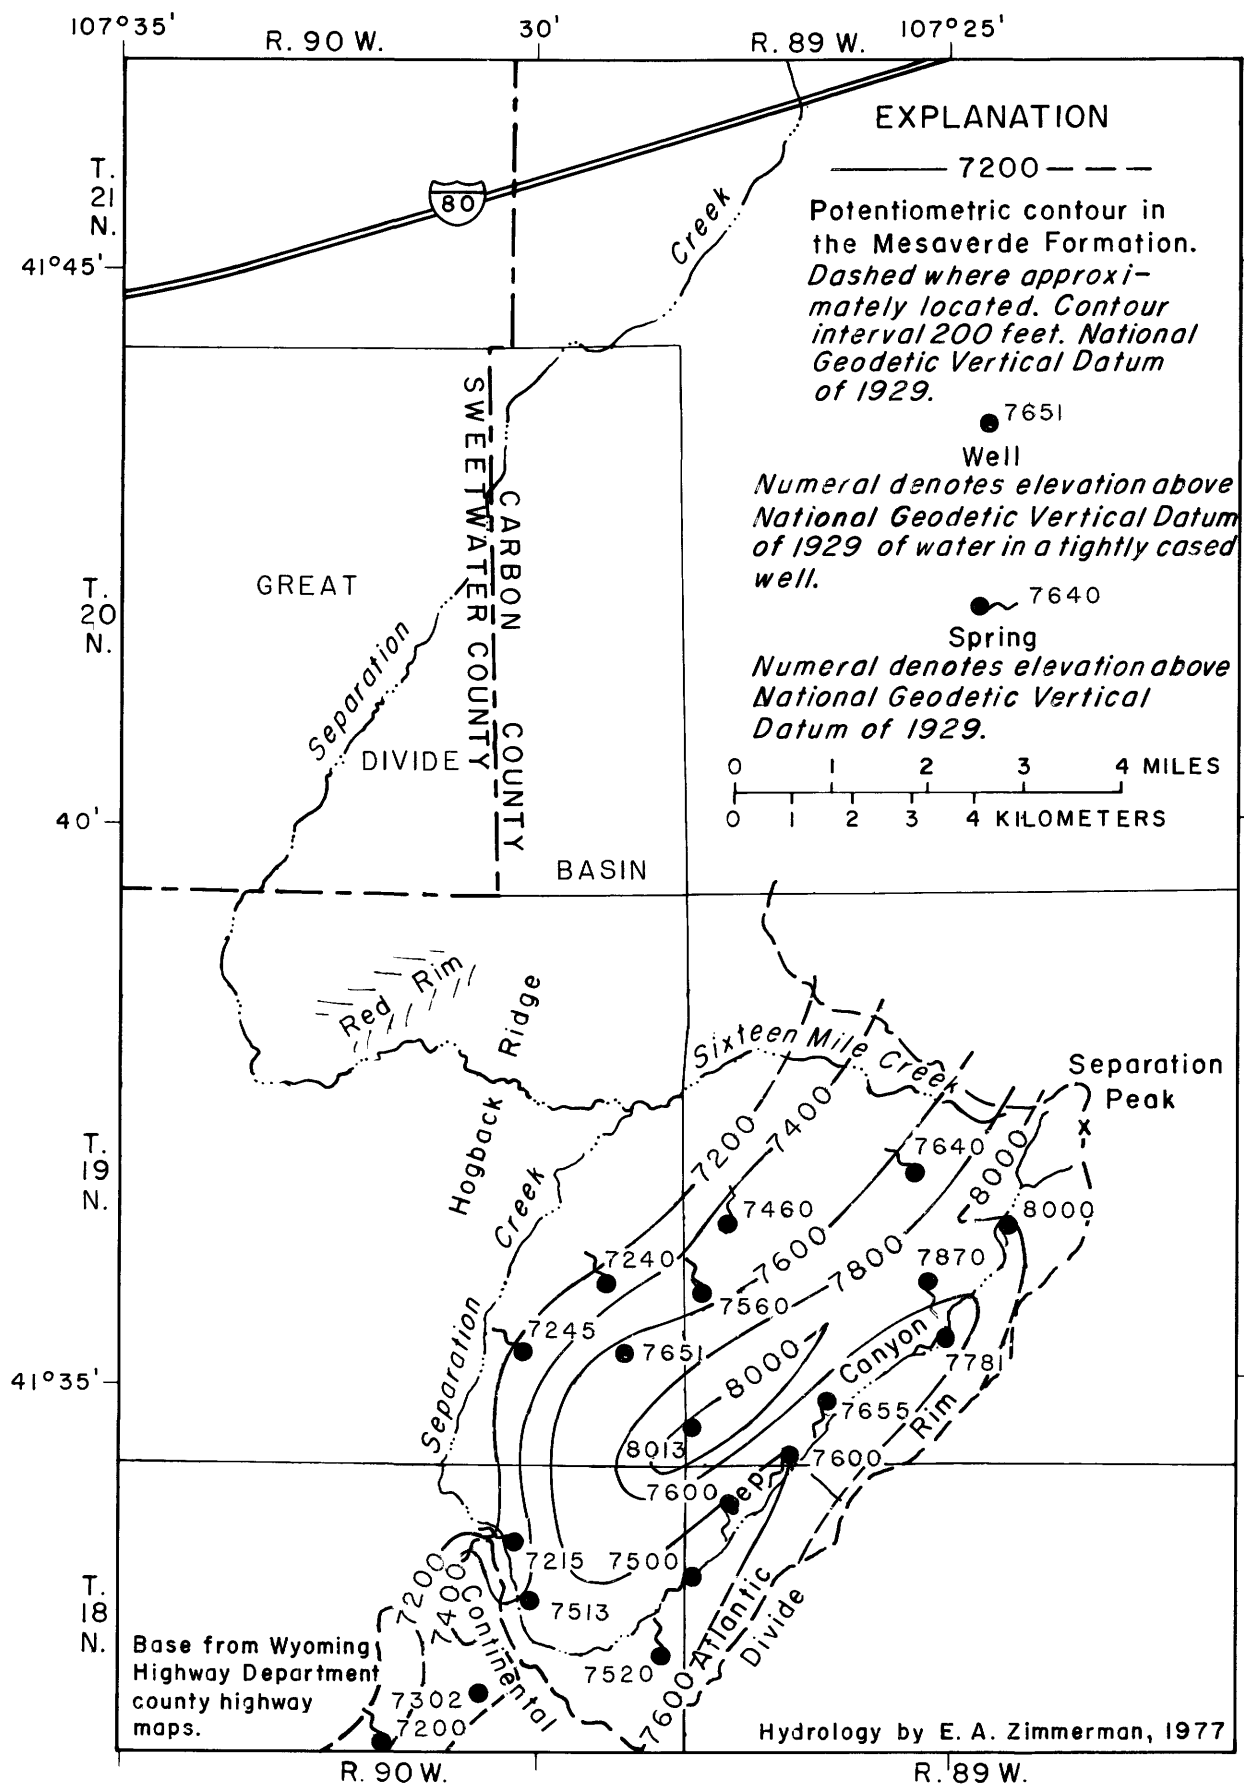 107°35'
R. 90 W.
30'
R. 89 W.
107°25'
T.
21
N.
41°45'
80
Creek
EXPLANATION
7200
Potentiometric contour in
the Mesaverde Formation.
Dashed where approxi-
mately located. Contour
interval 200 feet. National
Geodetic Vertical Datum
of 1929.
7651
Well
Numeral denotes elevation above
National Geodetic Vertical Datum
of 1929 of water in a tightly cased
well.
7640
Spring
Numeral denotes elevation above
National Geodetic Vertical
Datum of 1929.
0 1 2 3 4 MILES
0 1 2 3 4 KILOMETERS
SWEETWATER COUNTY
CARBON COUNTY
GREAT
T.
20
N.
Separation
DIVIDE
40'
BASIN
Red Rim
Hogback Ridge
Sixteen Mile Creek
Separation
Peak
x
T.
19
N.
7200
7400
7640
8000
7460
8000
Separation Creek
7240
7600
7800
7870
7560
7245
7651
8000
Canyon
7781
41°35'
7655
Rim
8013
7600
7600
ep
7215
7500
7200
7400
7513
Continental
T.
18
N.
7520
7600
Atlantic
Divide
7302
7200
Base from Wyoming
Highway Department
county highway
maps.
Hydrology by E. A. Zimmerman, 1977
R. 90 W.
R. 89 W.